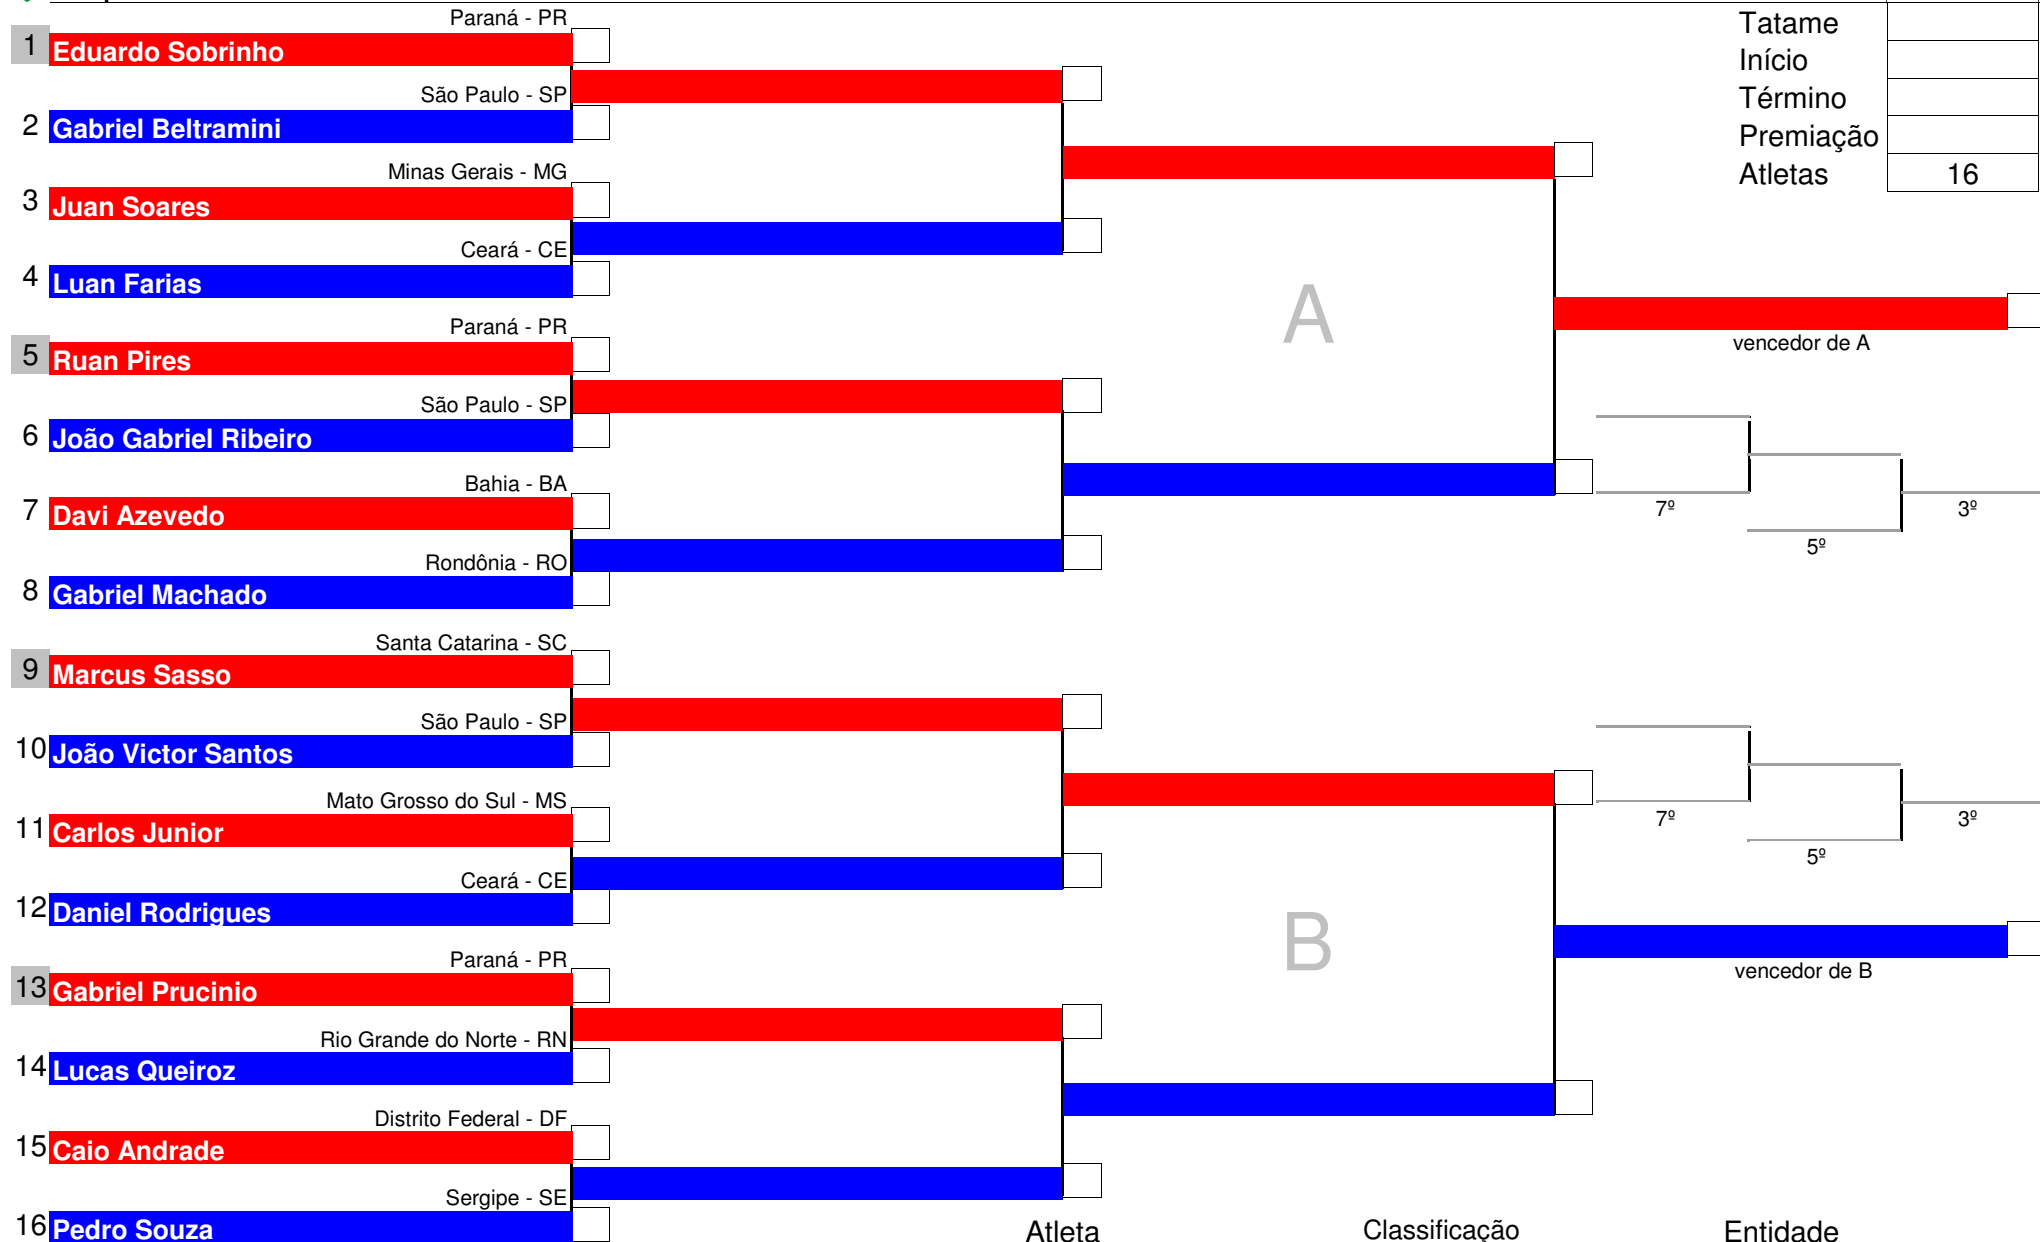 Paraná - PR
1 Eduardo Sobrinho
São Paulo - SP
2 Gabriel Beltramini
Minas Gerais - MG
3 Juan Soares
Ceará - CE
4 Luan Farias
Paraná - PR
5 Ruan Pires
São Paulo - SP
6 João Gabriel Ribeiro
Bahia - BA
7 Davi Azevedo
Rondônia - RO
8 Gabriel Machado
Santa Catarina - SC
9 Marcus Sasso
São Paulo - SP
10 João Victor Santos
Mato Grosso do Sul - MS
11 Carlos Junior
Ceará - CE
12 Daniel Rodrigues
Paraná - PR
13 Gabriel Prucinio
Rio Grande do Norte - RN
14 Lucas Queiroz
Distrito Federal - DF
15 Caio Andrade
Sergipe - SE
16 Pedro Souza
A
B
Tatame
Início
Término
Premiação
Atletas 16
vencedor de A
7º
5º
3º
7º
5º
3º
vencedor de B
Atleta Classificação Entidade